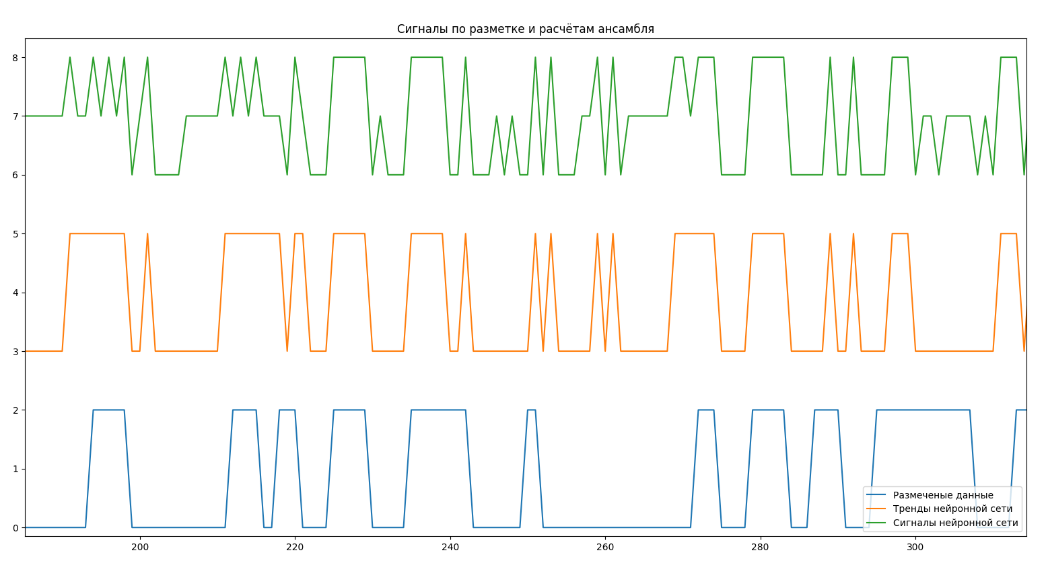 Сигналы по разметке и расчётам ансамбля
8
7
6
5
4
3
2
1
0
200 220 240 260 280 300
Размеченые данные
Тренды нейронной сети
Сигналы нейронной сети